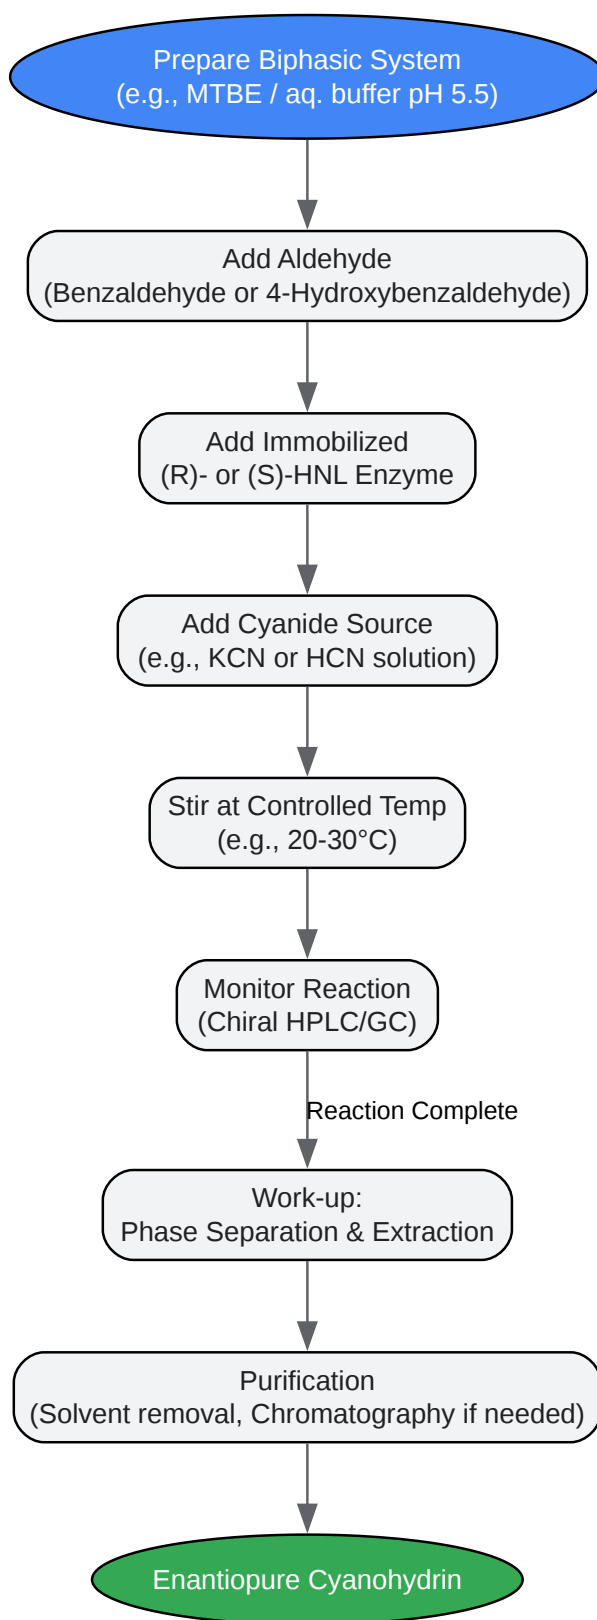 Prepare Biphasic System
(e.g., MTBE / aq. buffer pH 5.5)
Add Aldehyde
(Benzaldehyde or 4-Hydroxybenzaldehyde)
Add Immobilized
(R)- or (S)-HNL Enzyme
Add Cyanide Source
(e.g., KCN or HCN solution)
Stir at Controlled Temp
(e.g., 20-30°C)
Monitor Reaction
(Chiral HPLC/GC)
Reaction Complete
Work-up:
Phase Separation & Extraction
Purification
(Solvent removal, Chromatography if needed)
Enantiopure Cyanohydrin